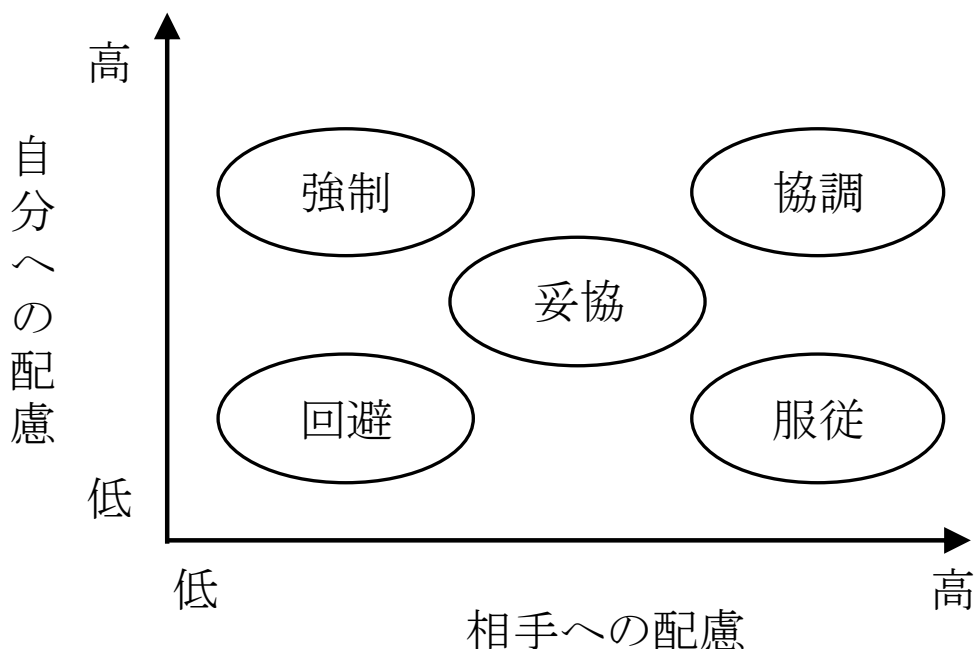 高
自分への配慮
強制
協調
妥協
回避
服従
低
低
高
相手への配慮